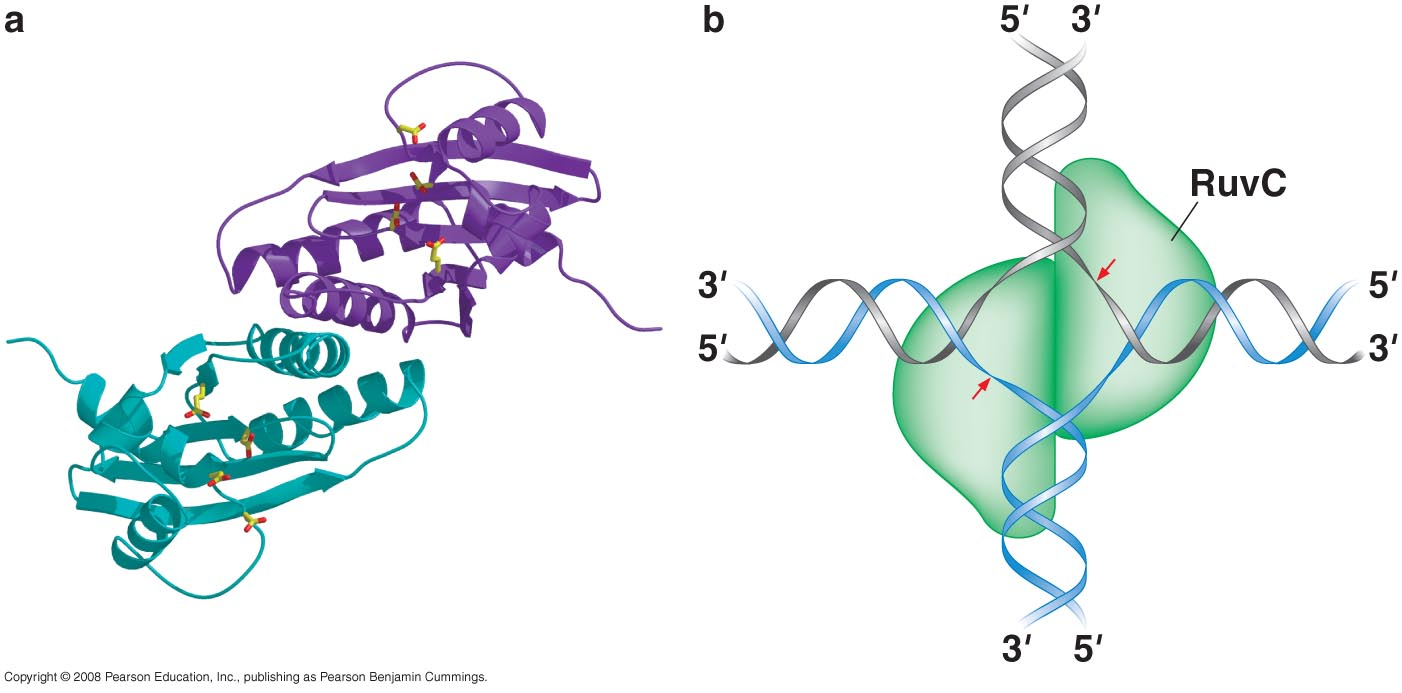 a
b
5′ 3′
RuvC
3′
5′
5′
3′
3′ 5′
Copyright © 2008 Pearson Education, Inc., publishing as Pearson Benjamin Cummings.